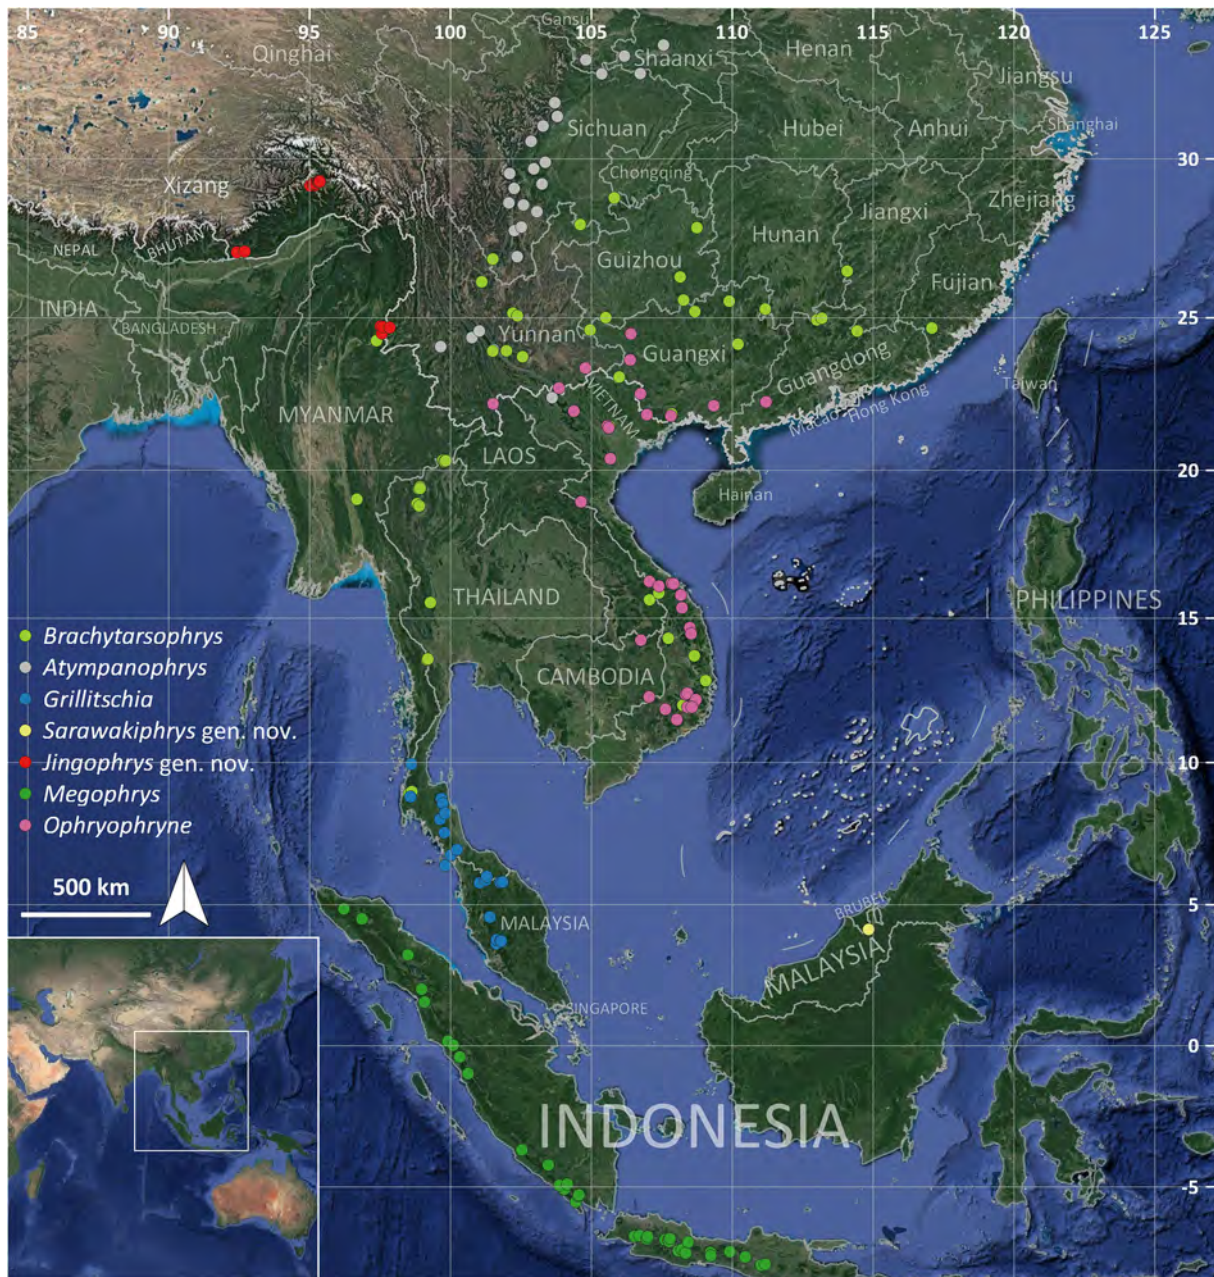 85 90 95 100 105 110 115 120 125
Gansu
Qinghai
Shaanxi
Henan
Jiangsu
Shanghai
Sichuan
Hubei
Anhui
30
Xizang
Chongqing
Zhejiang
Jiangxi
NEPAL
BHUTAN
Hunan
Guizhou
Fujian
INDIA
BANGLADESH
25
Yunnan
Guangxi
Guangdong
Taiwan
MYANMAR
VIETNAM
Macao
Hong Kong
LAOS
20
Hainan
THAILAND
PHILIPPINES
15
Brachytarsophrys
Atympanophrys
CAMBODIA
Grillitschia
Sarawakiphrys gen. nov.
Jingophrys gen. nov.
10
Megophrys
Ophryophryne
500 km
5
BRUBEL
MALAYSIA
MALAYSIA
SINGAPORE
0
INDONESIA
-5